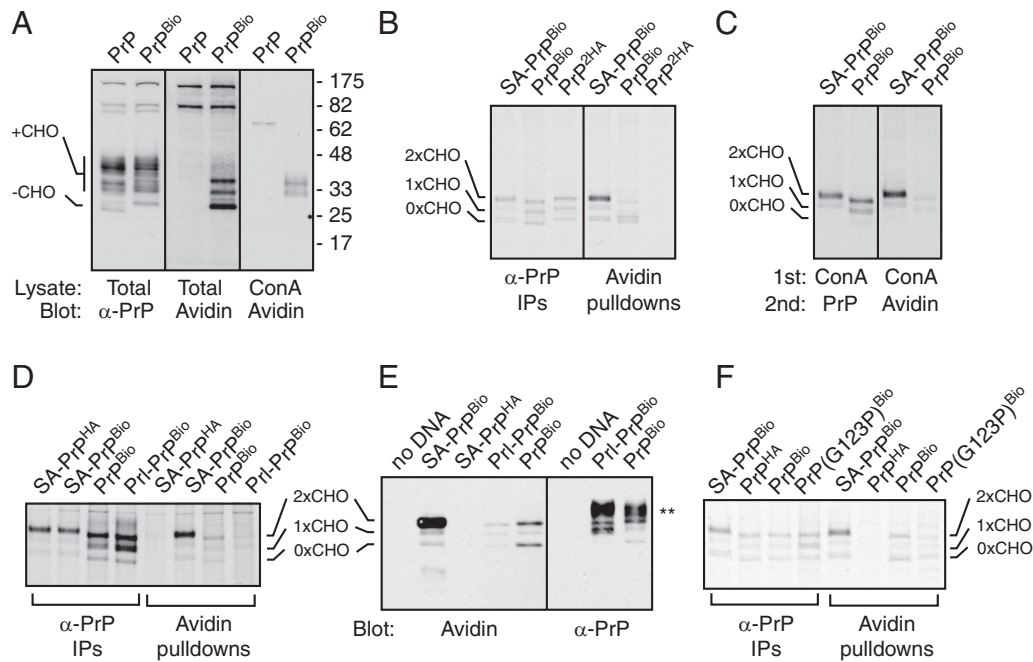 A
PrP PrPBio PrP PrPBio PrP PrPBio
- 175
- 82
- 62
- 48
- 33
- 25
- 17
+CHO
-CHO
Lysate: Total Total ConA
Blot: α-PrP Avidin Avidin
B
SA-PrPBio PrPBio PrP2HA SA-PrPBio PrPBio PrP2HA
2xCHO
1xCHO
0xCHO
α-PrP IPs
Avidin pulldowns
C
SA-PrPBio PrPBio SA-PrPBio PrPBio
2xCHO
1xCHO
0xCHO
1st: ConA ConA
2nd: PrP Avidin
D
SA-PrPHA SA-PrPBio PrPBio Prl-PrPBio SA-PrPHA SA-PrPBio PrPBio Prl-PrPBio
2xCHO
1xCHO
0xCHO
α-PrP IPs
Avidin pulldowns
E
no DNA SA-PrPBio SA-PrPHA Prl-PrPBio PrPBio no DNA Prl-PrPBio PrPBio
**
Blot: Avidin α-PrP
F
SA-PrPBio PrPHA PrPBio PrP(G123P)Bio SA-PrPBio PrPHA PrPBio PrP(G123P)Bio
2xCHO
1xCHO
0xCHO
α-PrP IPs
Avidin pulldowns